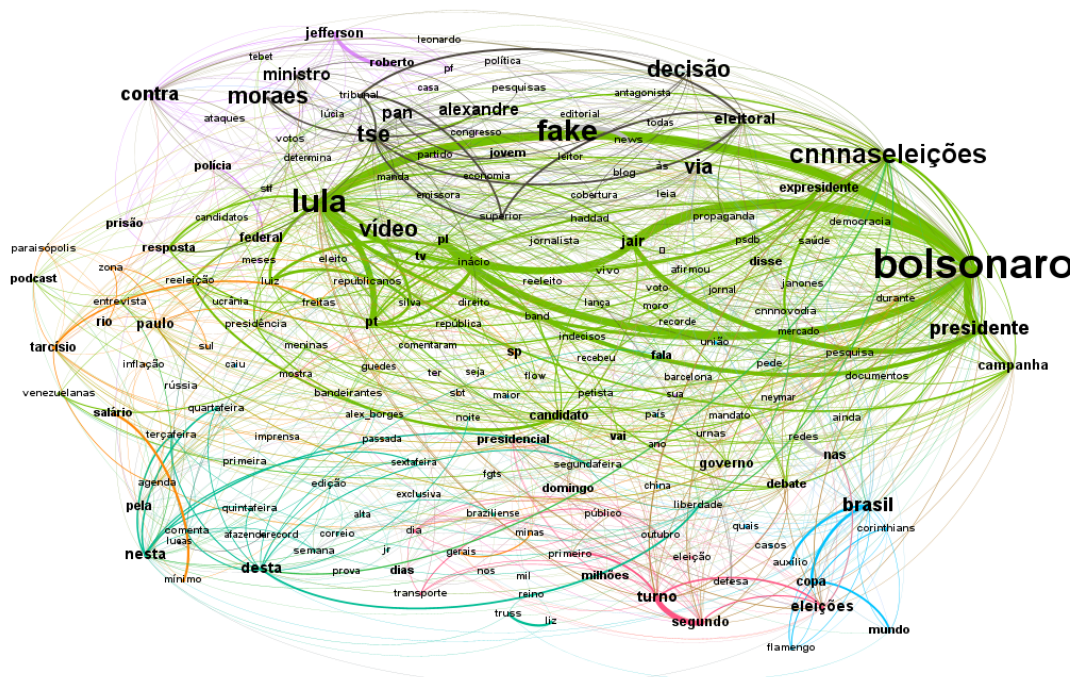 jefferson
leonardo
tebet
roberto
pf
política
decisão
ministro
casa
pesquisas
contra
moraes
tribunal
antagonista
lúcia
pan
alexandre
editorial
ataques
eleitoral
todas
votos
tse
congresso
fake
news
determina
partido
jovem
leitor
cnnnaseleições
polícia
manda
economia
blog
às
via
stf
emissora
cobertura
leia
expresidente
lula
candidatos
superior
haddad
propaganda
democracia
prisão
vídeo
federal
pl
jornalista
jair
psdb
saúde
paraisópolis
resposta
tv
inácio
disse
bolsonaro
podcast
zona
meses
eleito
vivo
afirmou
janones
reeleição
luiz
republicanos
reeleito
voto
jornal
durante
entrevista
ucrânia
freitas
silva
direito
lança
moro
cnnnovodia
rio
paulo
presidência
pt
república
band
recorde
mercado
presidente
tarcísio
sul
meninas
comentaram
sp
indecisos
união
inflação
caiu
guedes
recebeu
fala
pesquisa
pede
campanha
rússia
mostra
ter
seja
flow
barcelona
documentos
venezuelanas
bandeirantes
sbt
maior
petista
sua
neymar
salário
quartafeira
alex_borges
noite
candidato
país
mandato
ainda
terçafeira
imprensa
passada
presidencial
vai
ano
urnas
redes
primeira
sextafeira
segundafeira
governo
nas
agenda
edição
fgts
domingo
china
debate
pela
quintafeira
exclusiva
liberdade
brasil
comenta
afazenderecord
alta
braziliense
público
quais
corinthians
lucas
correio
dia
minas
outubro
nesta
semana
jr
gerais
primeiro
eleição
casos
desta
prova
dias
nos
mil
milhões
auxílio
mínimo
transporte
reino
turno
defesa
copa
truss
liz
segundo
eleições
mundo
flamengo